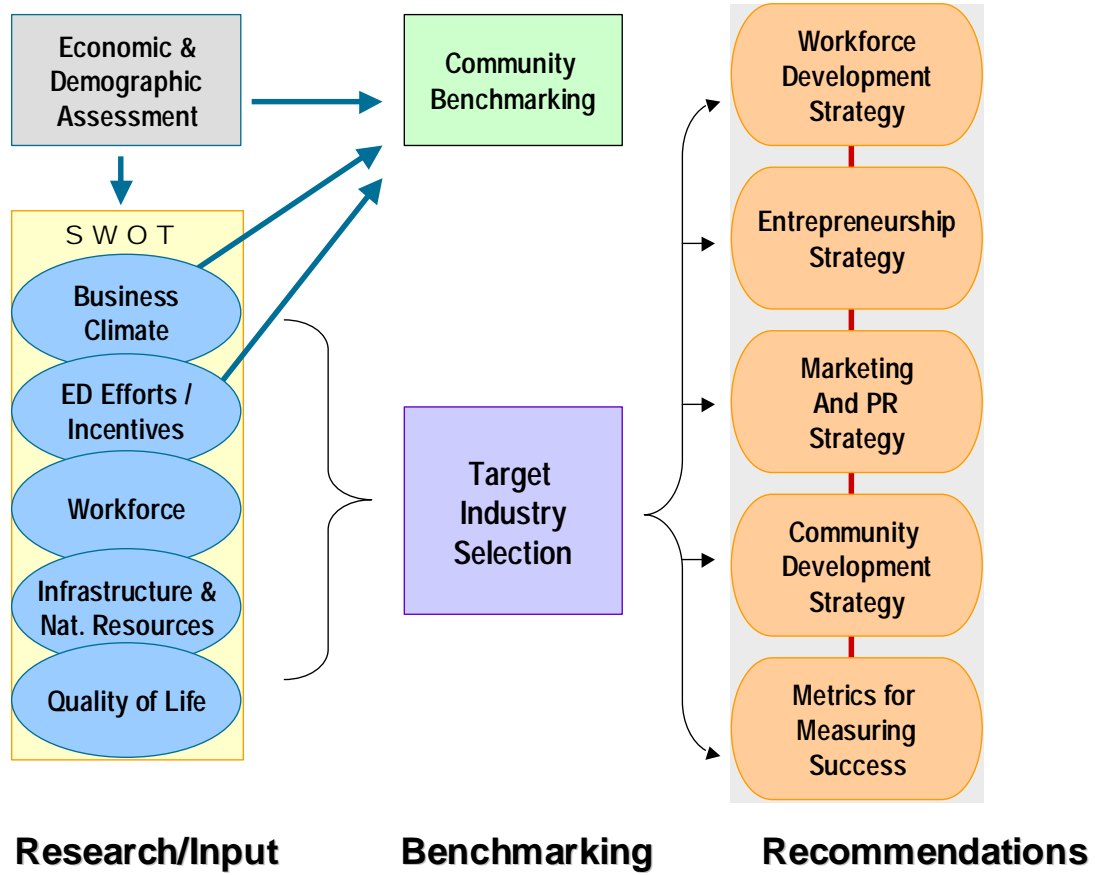 Economic &
Demographic
Assessment
S W O T
Business
Climate
ED Efforts /
Incentives
Workforce
Infrastructure &
Nat. Resources
Quality of Life
Community
Benchmarking
Target
Industry
Selection
Workforce
Development
Strategy
Entrepreneurship
Strategy
Marketing
And PR
Strategy
Community
Development
Strategy
Metrics for
Measuring
Success
Research/Input
Benchmarking
Recommendations